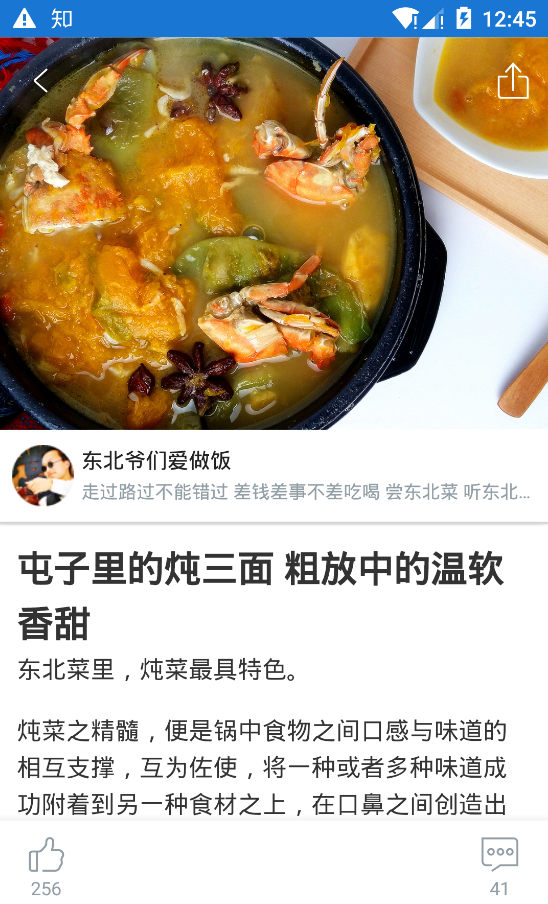 知
12:45
东北爷们爱做饭
走过路过不能错过 差钱差事不差吃喝 尝东北菜 听东北…
屯子里的炖三面 粗放中的温软
香甜
东北菜里，炖菜最具特色。
炖菜之精髓，便是锅中食物之间口感与味道的
相互支撑，互为佐使，将一种或者多种味道成
功附着到另一种食材之上，在口鼻之间创造出
256
41